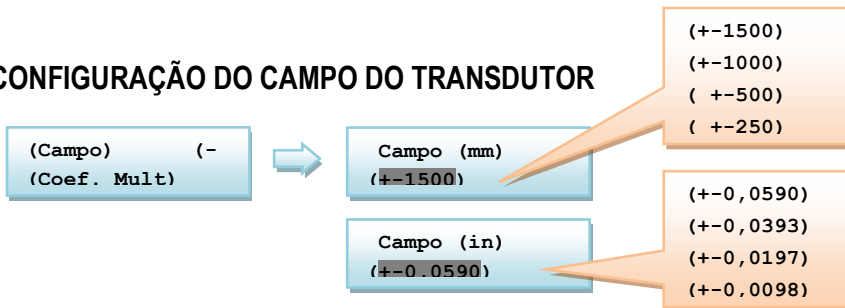 CONFIGURAÇÃO DO CAMPO DO TRANSDUTOR
(Campo) (-
(Coef. Mult)
Campo (mm)
(+-1500)
Campo (in)
(+-0,0590)
(+-1500)
(+-1000)
( +-500)
( +-250)
(+-0,0590)
(+-0,0393)
(+-0,0197)
(+-0,0098)